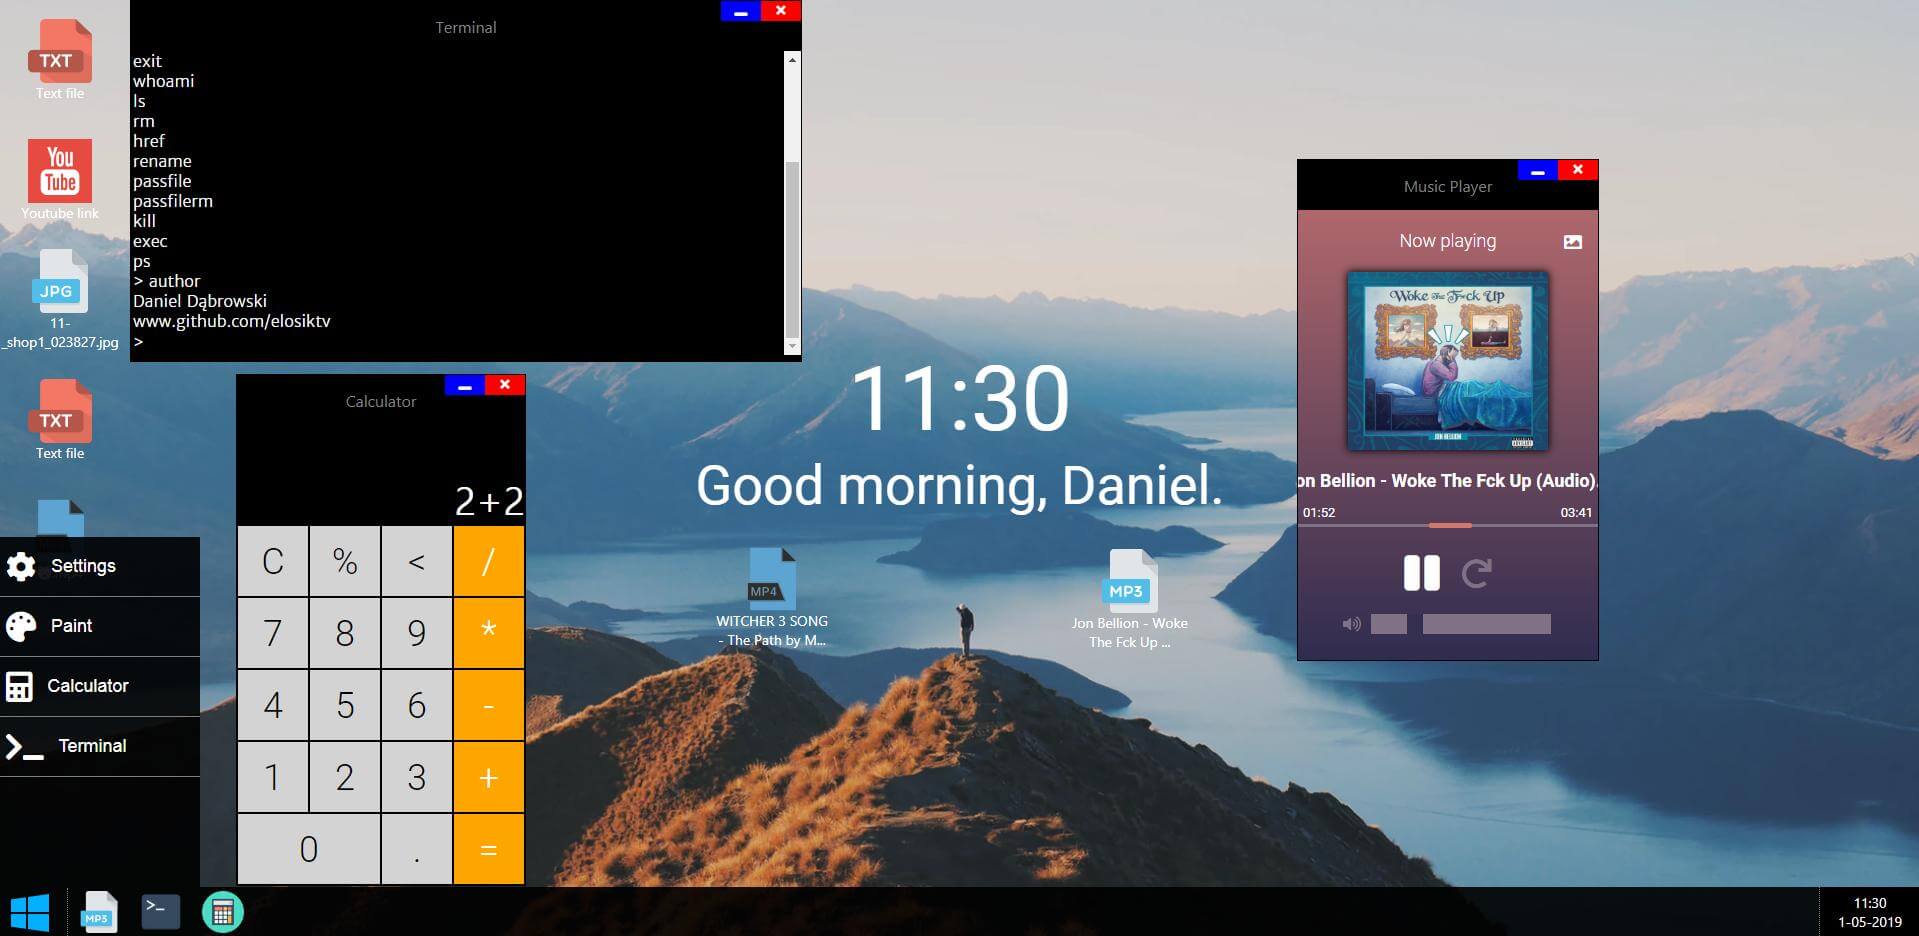 Terminal
exit
whoami
ls
rm
href
rename
passfile
passfilerm
kill
exec
ps
> author
Daniel Dąbrowski
www.github.com/elosiktv
>
TXT
Text file
You
Tube
Youtube link
JPG
11-
_shop1_023827.jpg
TXT
Text file
Settings
Paint
Calculator
Terminal
Calculator
2+2
C % < /
7 8 9 *
4 5 6 -
1 2 3 +
0 . =
11:30
Good morning, Daniel.
MP4
WITCHER 3 SONG
- The Path by M...
MP3
Jon Bellion - Woke
The Fck Up ...
Music Player
Now playing
Woke The F*ck Up
JON BELLION
on Bellion - Woke The Fck Up (Audio).
01:52 03:41
MP3
>_
11:30
1-05-2019